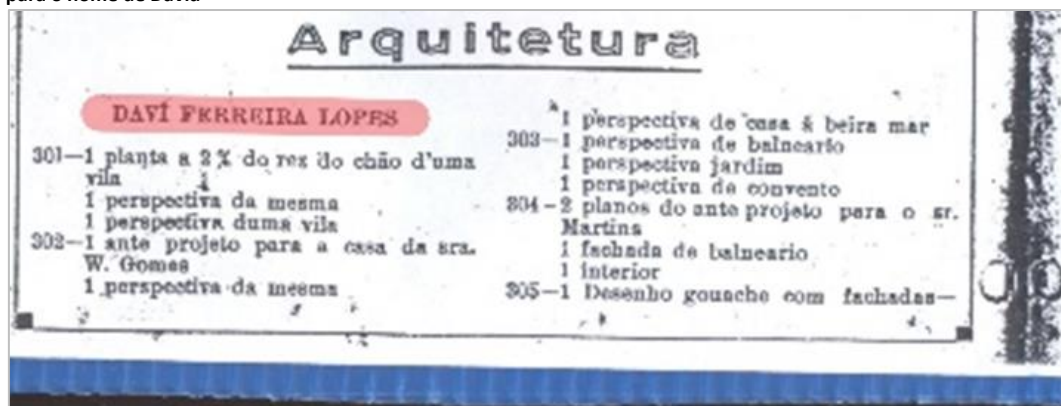 para o nome de Davi
Arquitetura
DAVÍ FERREIRA LOPES
301—1 planta a 2 % do rez do chão d'uma
vila
1 perspectiva da mesma
1 perspectiva duma vila
302—1 ante projeto para a casa da sra.
W. Gomes
1 perspectiva da mesma
1 perspectiva de casa á beira mar
303—1 perspectiva de balneario
1 perspectiva jardim
1 perspectiva de convento
304—2 planos do ante projeto para o sr.
Martins
1 fachada de balneario
1 interior
305—1 Desenho gouache com fachadas—